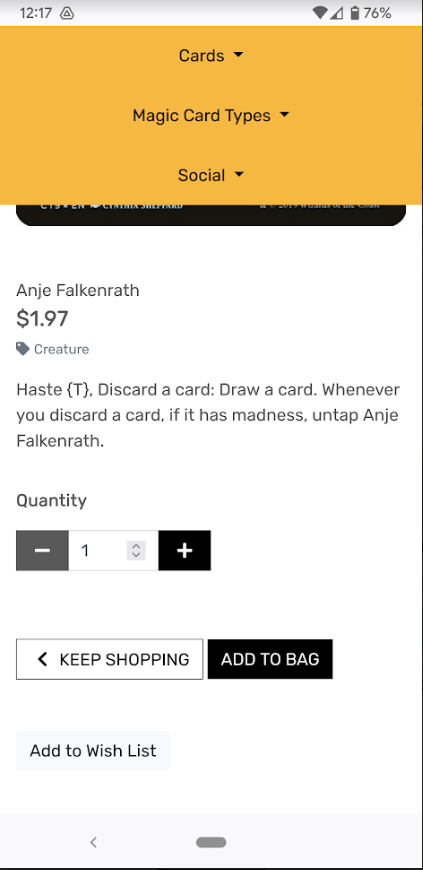 12:17 76%
Cards
Magic Card Types
Social
C19 • EN CYNTHIA SHEPPARD & © 2019 Wizards of the Coast
Anje Falkenrath
$1.97
Creature
Haste {T}, Discard a card: Draw a card. Whenever
you discard a card, if it has madness, untap Anje
Falkenrath.
Quantity
1
KEEP SHOPPING ADD TO BAG
Add to Wish List